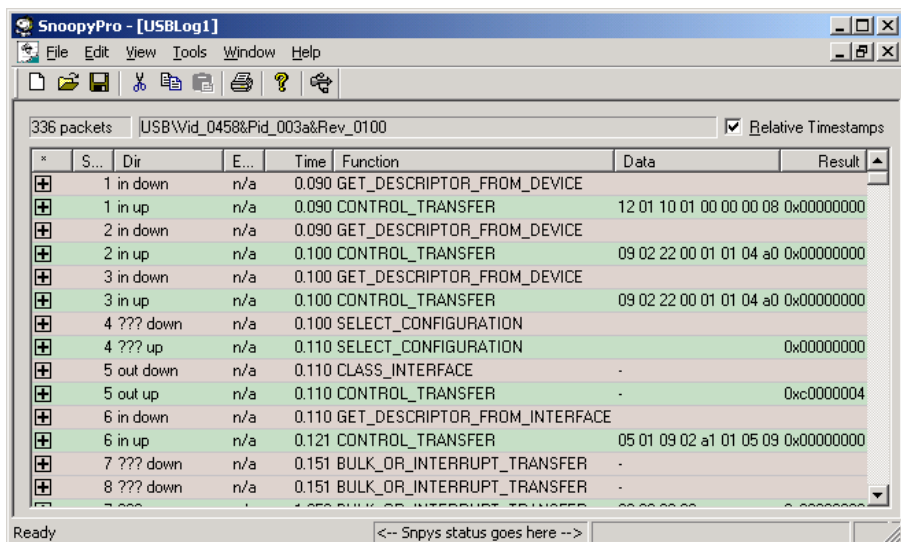 SnoopyPro - [USBLog1]
File Edit View Tools Window Help
336 packets USB\Vid_0458&Pid_003a&Rev_0100 Relative Timestamps
* S... Dir E... Time Function Data Result
1 in down n/a 0.090 GET_DESCRIPTOR_FROM_DEVICE
1 in up n/a 0.090 CONTROL_TRANSFER 12 01 10 01 00 00 00 08 0x00000000
2 in down n/a 0.090 GET_DESCRIPTOR_FROM_DEVICE
2 in up n/a 0.100 CONTROL_TRANSFER 09 02 22 00 01 01 04 a0 0x00000000
3 in down n/a 0.100 GET_DESCRIPTOR_FROM_DEVICE
3 in up n/a 0.100 CONTROL_TRANSFER 09 02 22 00 01 01 04 a0 0x00000000
4 ??? down n/a 0.100 SELECT_CONFIGURATION
4 ??? up n/a 0.110 SELECT_CONFIGURATION 0x00000000
5 out down n/a 0.110 CLASS_INTERFACE -
5 out up n/a 0.110 CONTROL_TRANSFER - 0xc0000004
6 in down n/a 0.110 GET_DESCRIPTOR_FROM_INTERFACE
6 in up n/a 0.121 CONTROL_TRANSFER 05 01 09 02 a1 01 05 09 0x00000000
7 ??? down n/a 0.151 BULK_OR_INTERRUPT_TRANSFER -
8 ??? down n/a 0.151 BULK_OR_INTERRUPT_TRANSFER -
Ready <-- Snpys status goes here -->